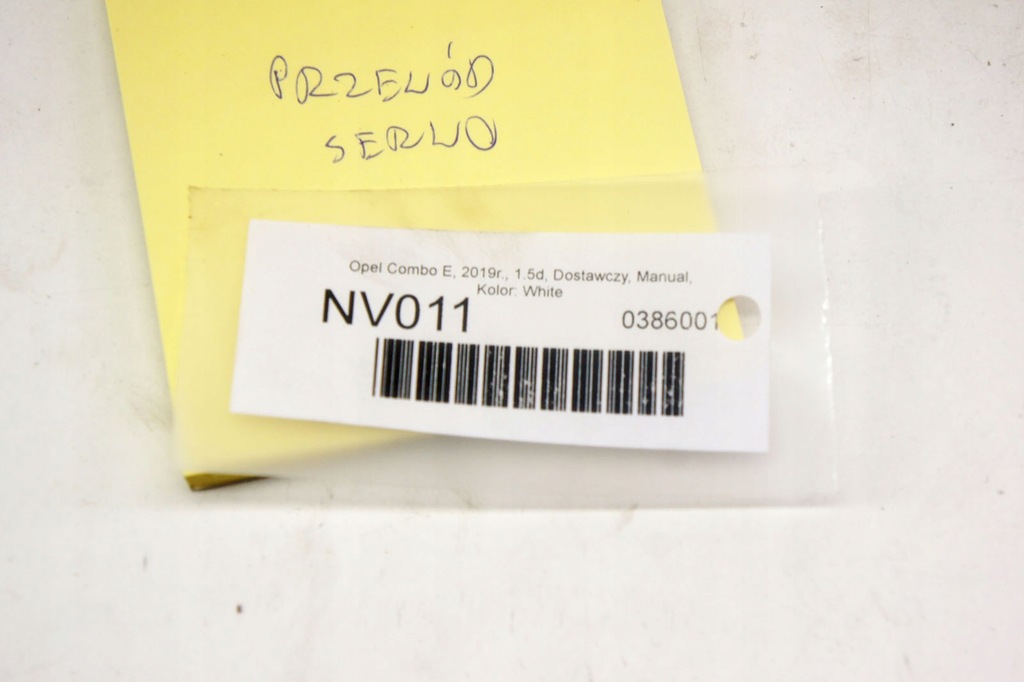 PRZEWÓD
SERWO
Opel Combo E, 2019r., 1.5d, Dostawczy, Manual,
Kolor: White
NV011
0386001